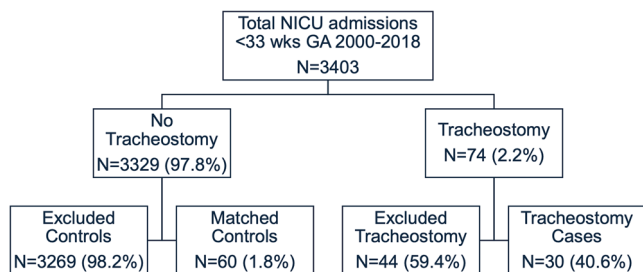 Total NICU admissions
<33 wks GA 2000-2018
N=3403
No
Tracheostomy
N=3329 (97.8%)
Tracheostomy
N=74 (2.2%)
Excluded
Controls
N=3269 (98.2%)
Matched
Controls
N=60 (1.8%)
Excluded
Tracheostomy
N=44 (59.4%)
Tracheostomy
Cases
N=30 (40.6%)